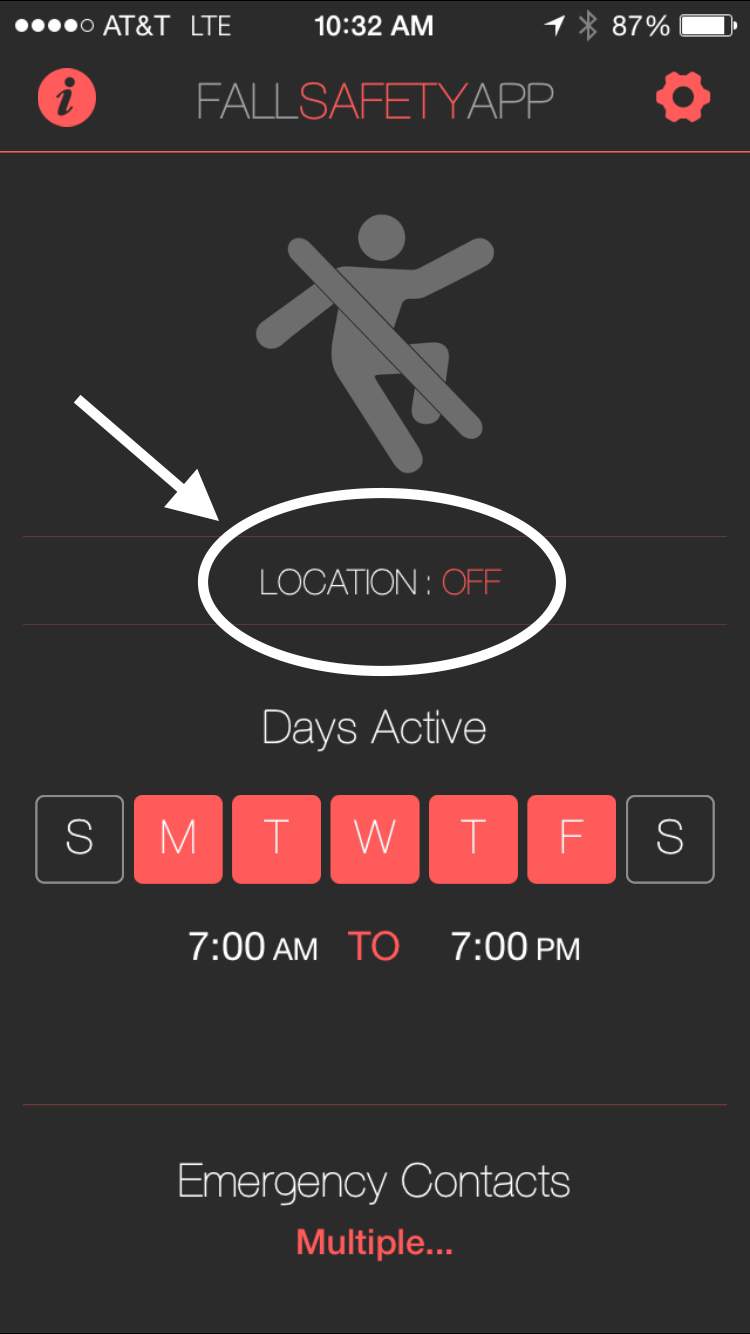 AT&T LTE 10:32 AM 87%
i FALLSAFETYAPP
LOCATION : OFF
Days Active
S M T W T F S
7:00 AM TO 7:00 PM
Emergency Contacts
Multiple...